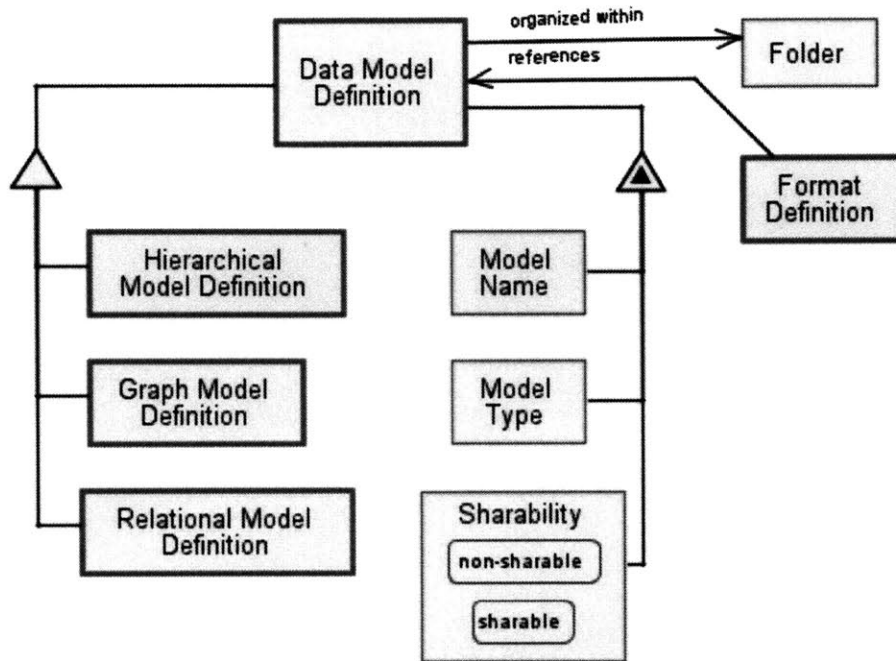 organized within
Data Model
Definition
Folder
references
Format
Definition
Hierarchical
Model Definition
Model
Name
Graph Model
Definition
Model
Type
Relational Model
Definition
Sharability
non-sharable
sharable